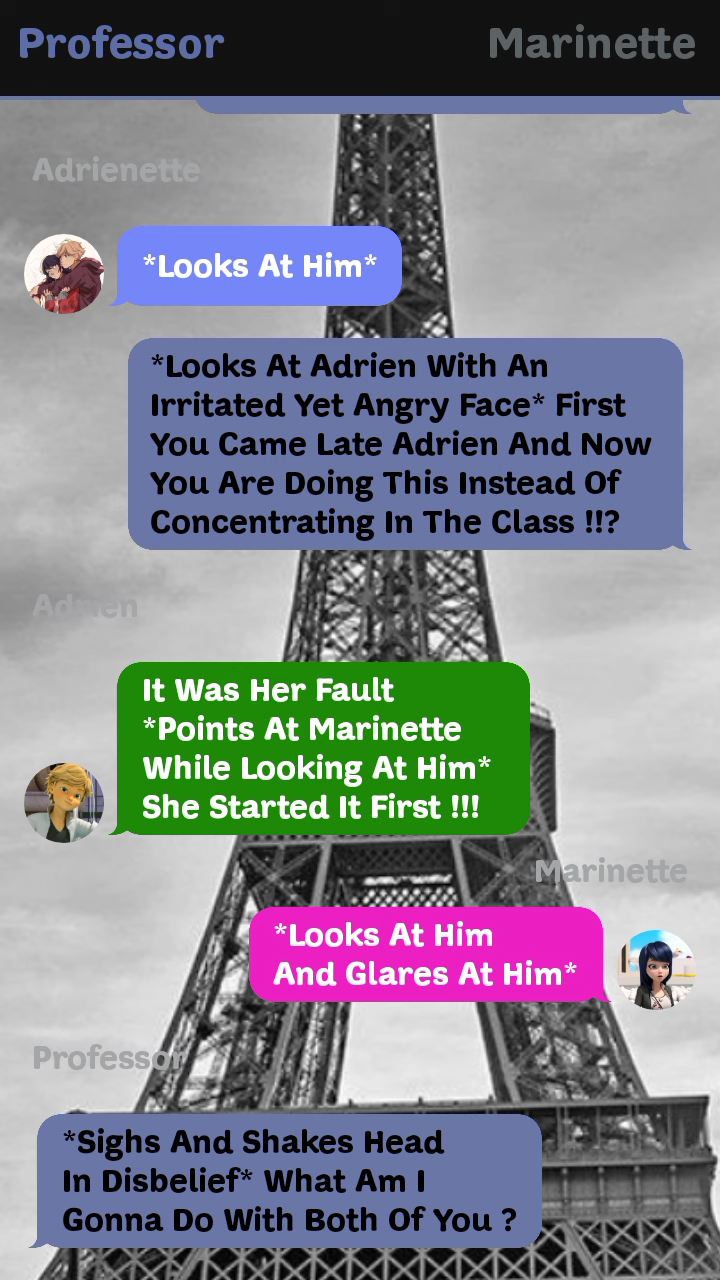 Professor
Marinette
Adrienette
*Looks At Him*
*Looks At Adrien With An
Irritated Yet Angry Face* First
You Came Late Adrien And Now
You Are Doing This Instead Of
Concentrating In The Class !!?
Adrien
It Was Her Fault
*Points At Marinette
While Looking At Him*
She Started It First !!!
Marinette
*Looks At Him
And Glares At Him*
Professor
*Sighs And Shakes Head
In Disbelief* What Am I
Gonna Do With Both Of You ?